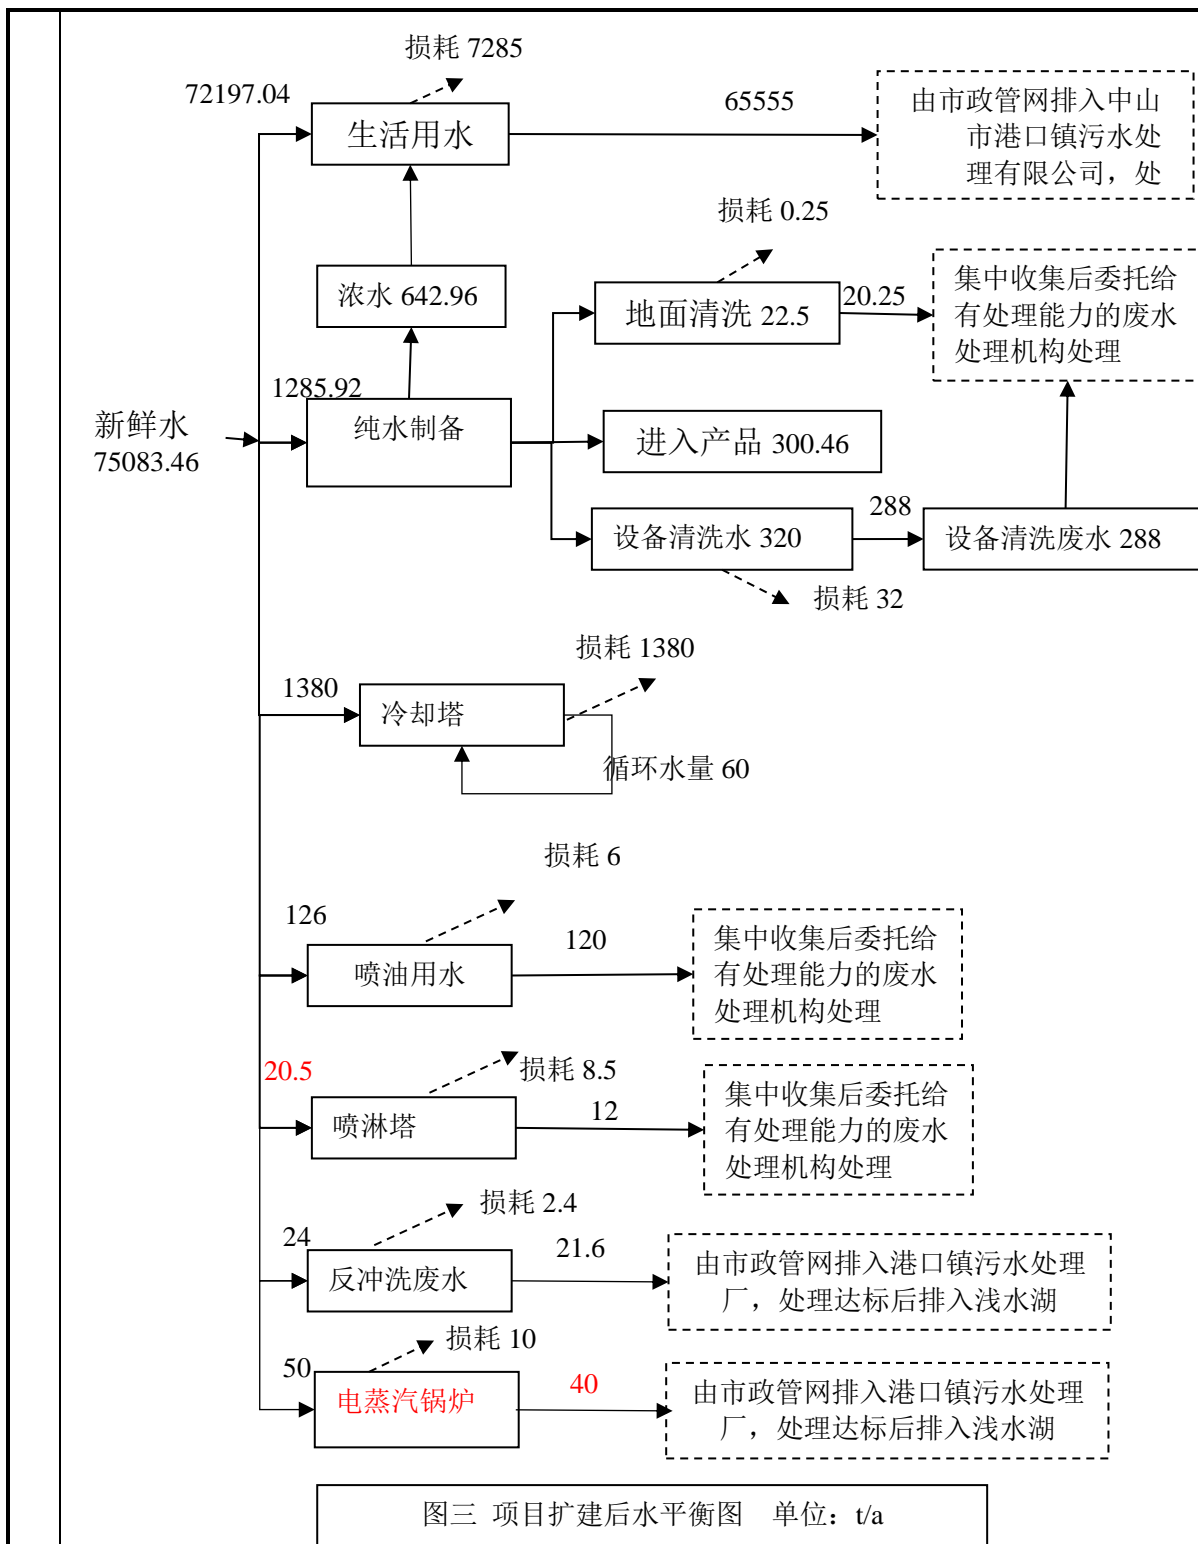 损耗 7285
72197.04
65555
生活用水
由市政管网排入中山
市港口镇污水处
理有限公司，处
损耗 0.25
浓水 642.96
地面清洗 22.5
20.25
集中收集后委托给
有处理能力的废水
处理机构处理
1285.92
新鲜水
75083.46
纯水制备
进入产品 300.46
设备清洗水 320
288
设备清洗废水 288
损耗 32
损耗 1380
1380
冷却塔
循环水量 60
损耗 6
126
喷油用水
120
集中收集后委托给
有处理能力的废水
处理机构处理
20.5
损耗 8.5
喷淋塔
12
集中收集后委托给
有处理能力的废水
处理机构处理
损耗 2.4
24
反冲洗废水
21.6
由市政管网排入港口镇污水处理
厂，处理达标后排入浅水湖
损耗 10
50
电蒸汽锅炉
40
由市政管网排入港口镇污水处理
厂，处理达标后排入浅水湖
图三 项目扩建后水平衡图 单位：t/a